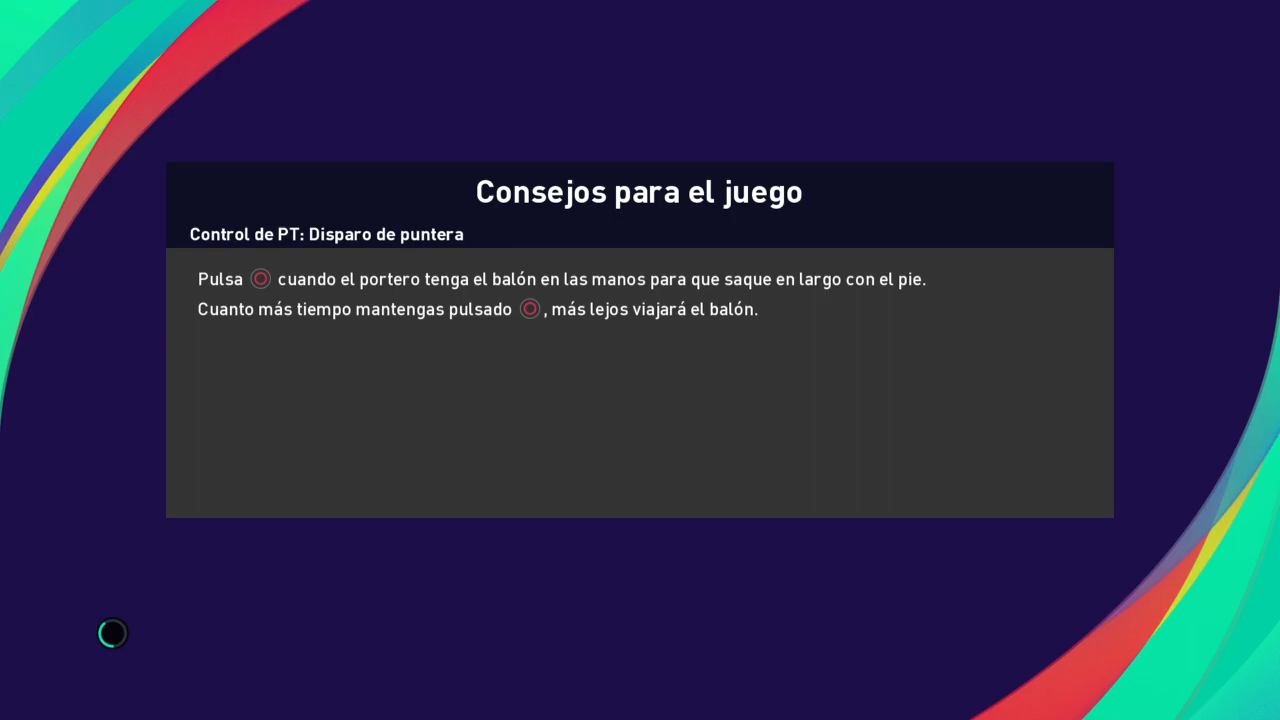 Consejos para el juego
Control de PT: Disparo de puntera
Pulsa cuando el portero tenga el balón en las manos para que saque en largo con el pie.
Cuanto más tiempo mantengas pulsado , más lejos viajará el balón.